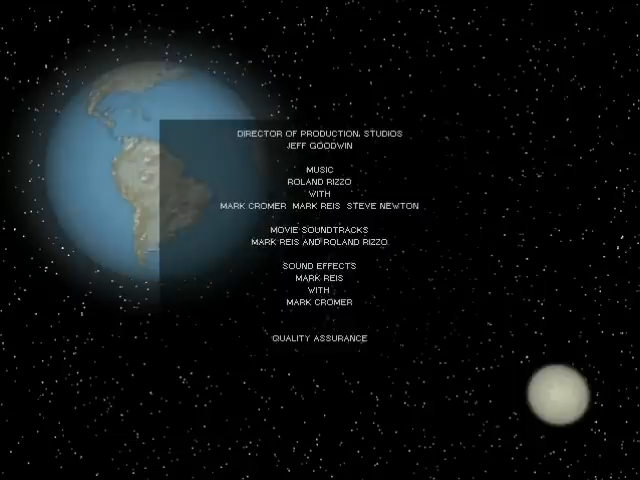 DIRECTOR OF PRODUCTION, STUDIOS
JEFF GOODWIN
MUSIC
ROLAND RIZZO
WITH
MARK CROMER MARK REIS STEVE NEWTON
MOVIE SOUNDTRACKS
MARK REIS AND ROLAND RIZZO
SOUND EFFECTS
MARK REIS
WITH
MARK CROMER
QUALITY ASSURANCE